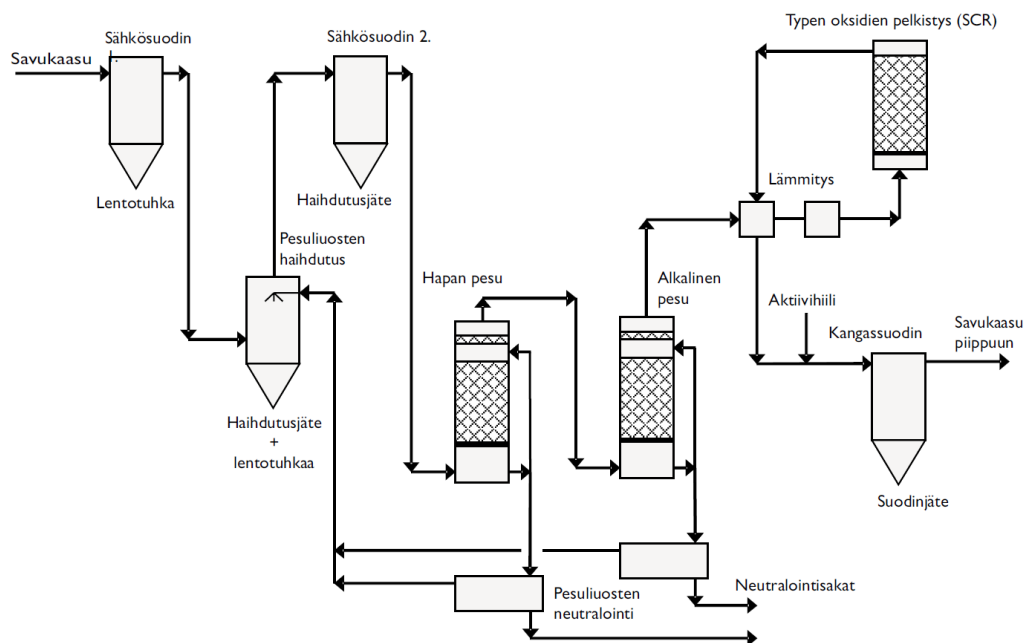 Typen oksidien pelkistys (SCR)
Sähkösuodin
1.
Sähkösuodin 2.
Savukaasu
Lentotuhka
Haihdutusjäte
Lämmitys
Pesuliuosten
haihdutus
Hapan pesu
Alkalinen
pesu
Aktiivihiili
Kangassuodin
Savukaasu
piippuun
Haihdutusjäte
+
lentotuhkaa
Suodinjäte
Pesuliuosten
neutralointi
Neutralointisakat